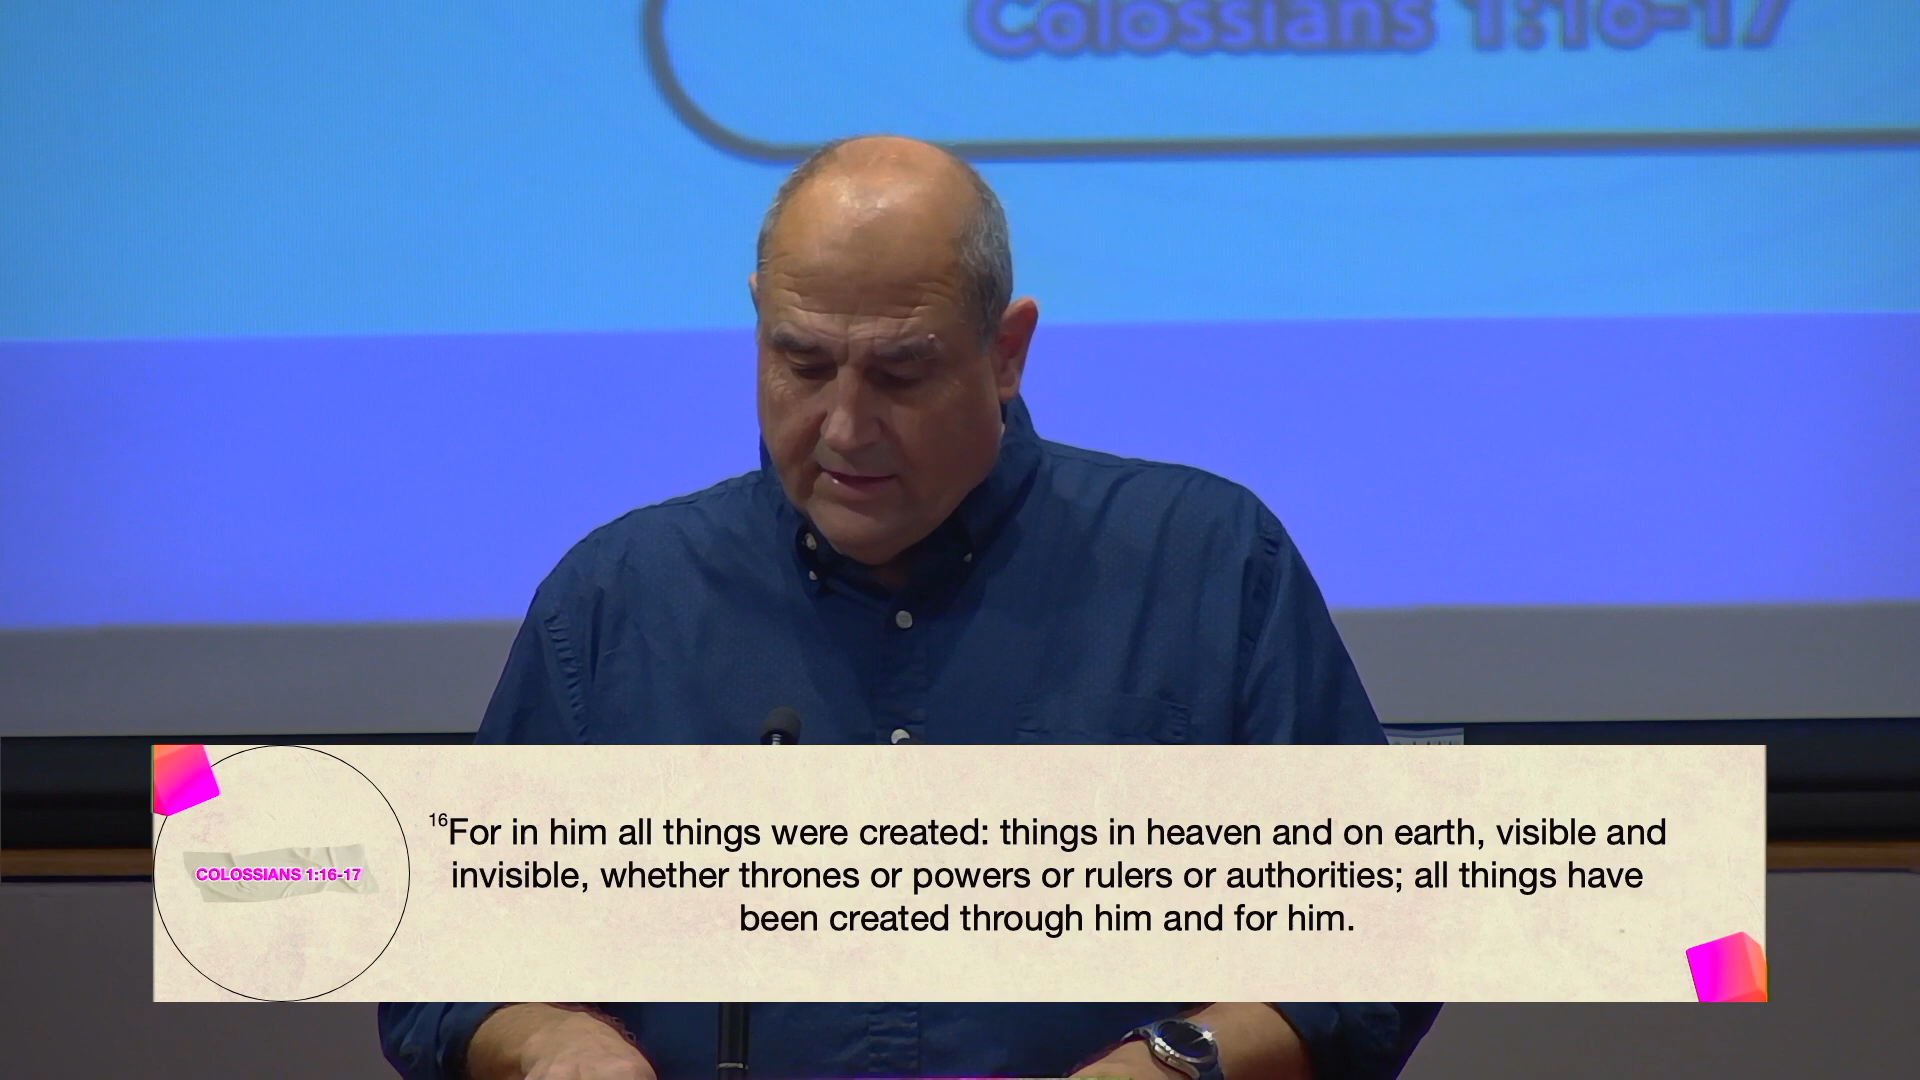 Colossians 1:16-17
COLOSSIANS 1:16-17
16For in him all things were created: things in heaven and on earth, visible and
invisible, whether thrones or powers or rulers or authorities; all things have
been created through him and for him.